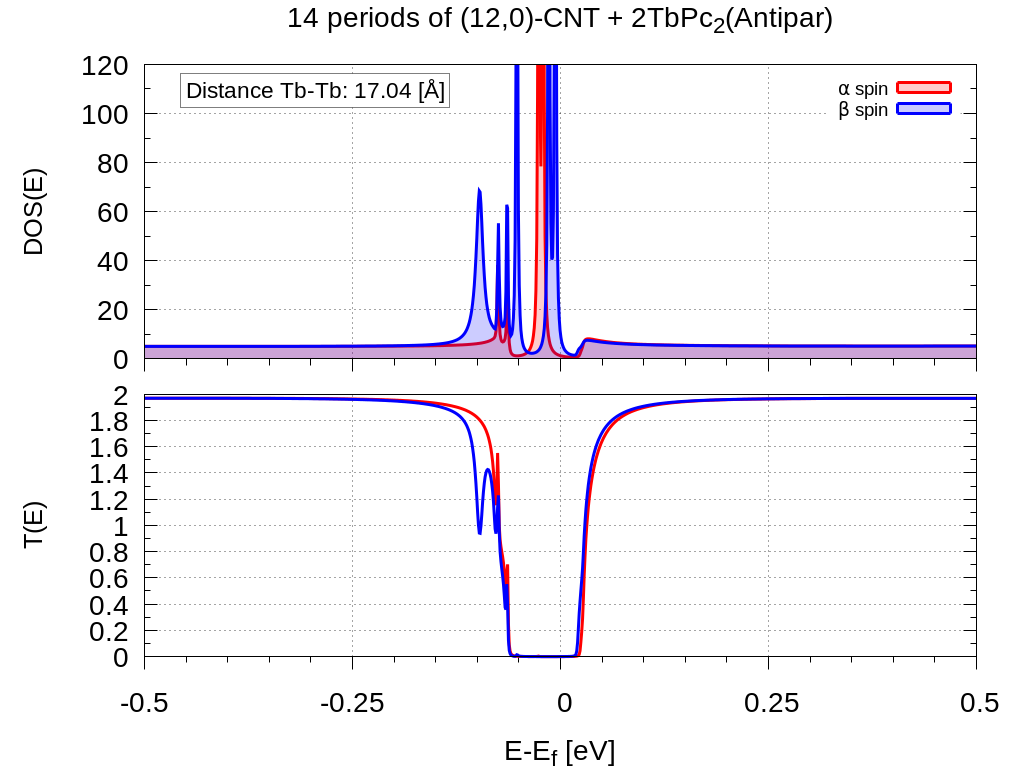 14 periods of (12,0)-CNT + 2TbPc2(Antipar)
120
100
80
60
40
20
0
DOS(E)
Distance Tb-Tb: 17.04 [Å]
α spin
β spin
2
1.8
1.6
1.4
1.2
1
0.8
0.6
0.4
0.2
0
T(E)
-0.5 -0.25 0 0.25 0.5
E-Ef [eV]